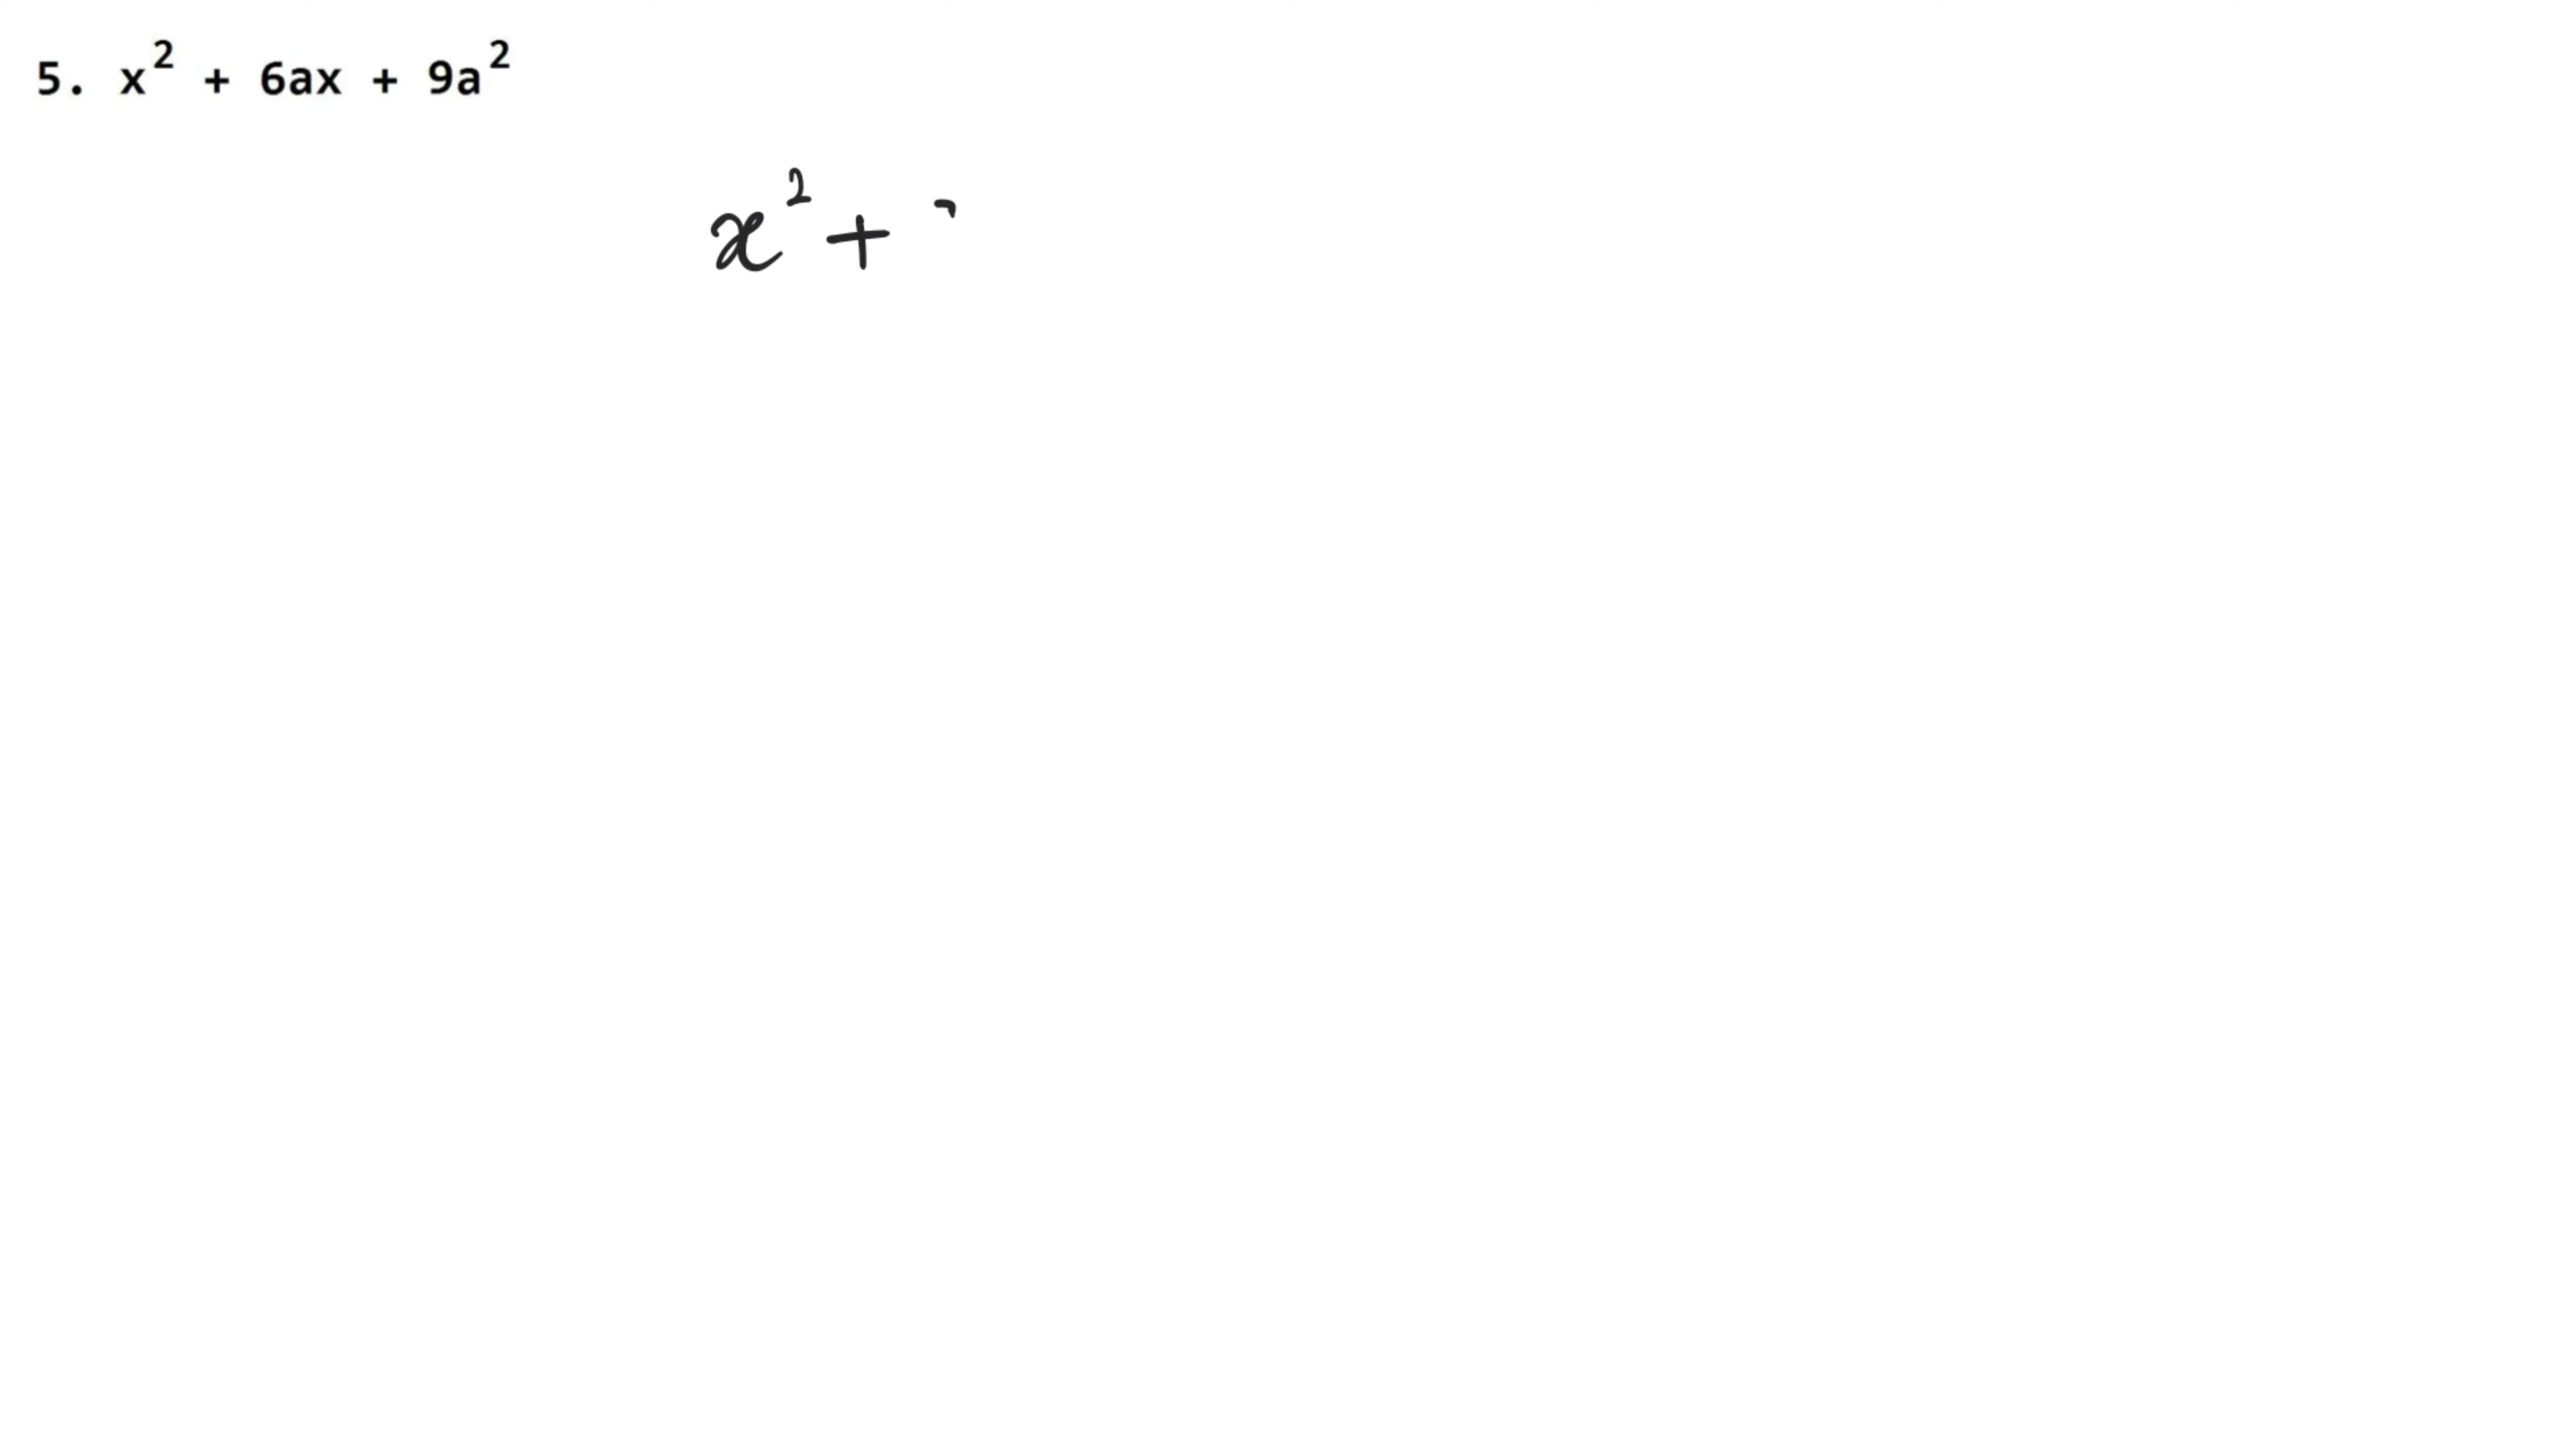 5. x² + 6ax + 9a²
x² +